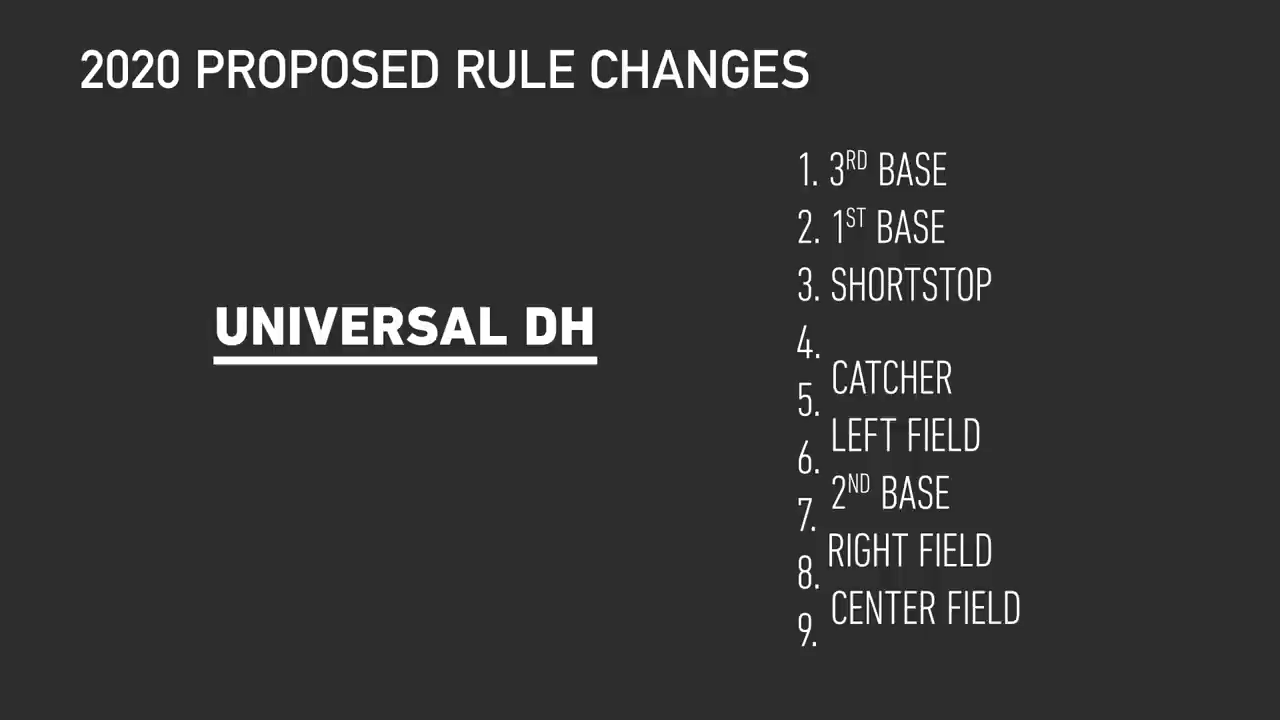 2020 PROPOSED RULE CHANGES
UNIVERSAL DH
1. 3RD BASE
2. 1ST BASE
3. SHORTSTOP
4.
CATCHER
5.
LEFT FIELD
6.
2ND BASE
7.
RIGHT FIELD
8.
CENTER FIELD
9.